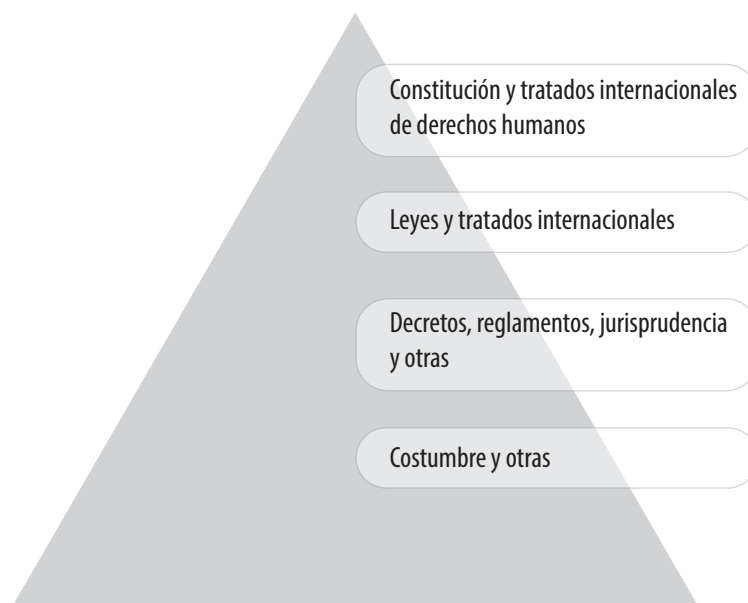 Constitución y tratados internacionales
de derechos humanos
Leyes y tratados internacionales
Decretos, reglamentos, jurisprudencia
y otras
Costumbre y otras